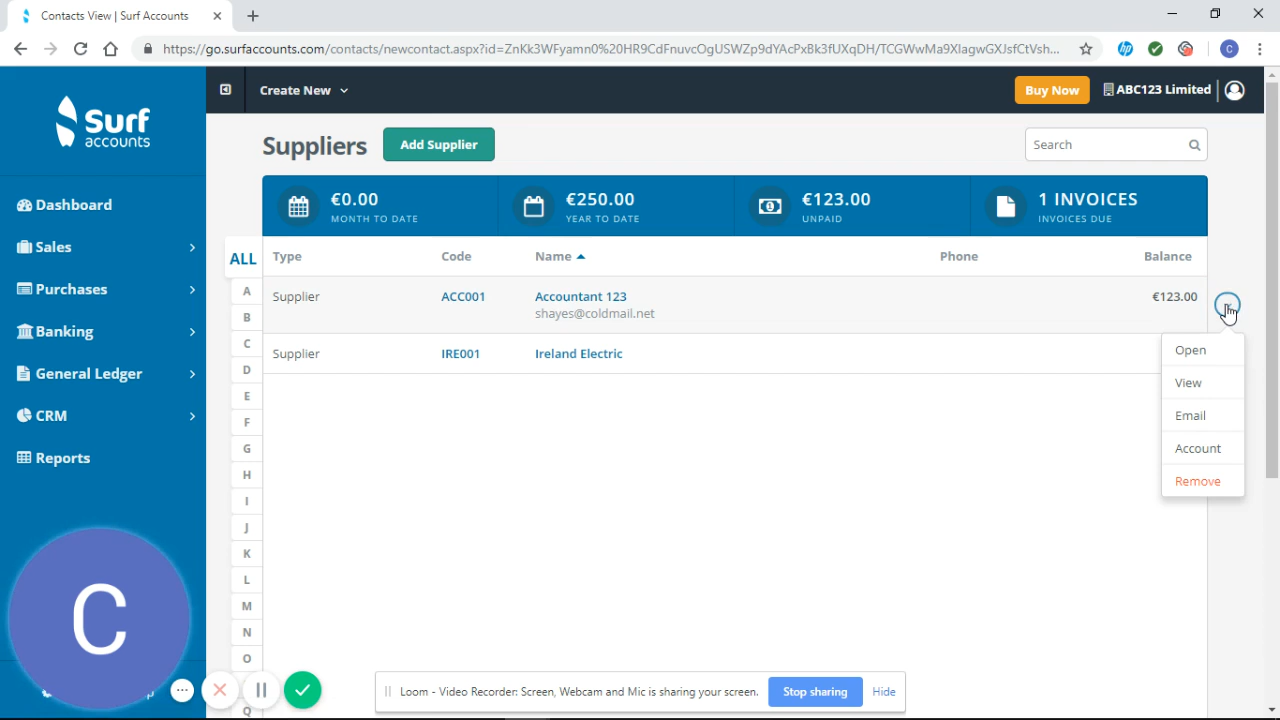 Contacts View | Surf Accounts
https://go.surfaccounts.com/contacts/newcontact.aspx?id=ZnKk3WFyamn0%20HR9CdFnuvcOgUSWZp9dYAcPxBk3fUXqDH/TCGWwMa9XlagwGXJsfCtVsh...
hp
C
Surf
accounts
Create New
Buy Now
ABC123 Limited
Dashboard
Sales
Purchases
Banking
General Ledger
CRM
Reports
Suppliers
Add Supplier
Search
€0.00
MONTH TO DATE
€250.00
YEAR TO DATE
€123.00
UNPAID
1 INVOICES
INVOICES DUE
ALL
Type Code Name Phone Balance
Supplier ACC001 Accountant 123 €123.00
shayes@coldmail.net
Supplier IRE001 Ireland Electric
A
B
C
D
E
F
G
H
I
J
K
L
M
N
O
Q
Open
View
Email
Account
Remove
C
Loom - Video Recorder: Screen, Webcam and Mic is sharing your screen.
Stop sharing
Hide